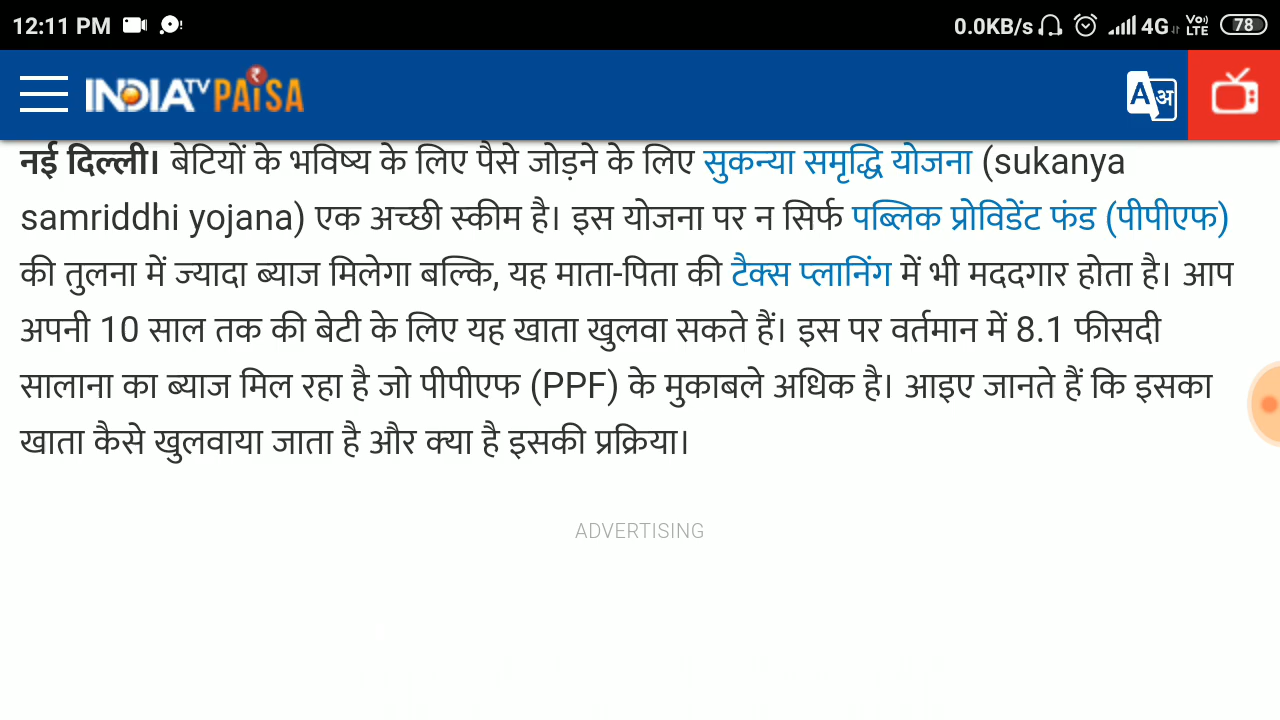 12:11 PM 0.0KB/s 4G Vo) LTE 78
INDIA TV PAISA A अ
नई दिल्ली। बेटियों के भविष्य के लिए पैसे जोड़ने के लिए सुकन्या समृद्धि योजना (sukanya
samriddhi yojana) एक अच्छी स्कीम है। इस योजना पर न सिर्फ पब्लिक प्रोविडेंट फंड (पीपीएफ)
की तुलना में ज्यादा ब्याज मिलेगा बल्कि, यह माता-पिता की टैक्स प्लानिंग में भी मददगार होता है। आप
अपनी 10 साल तक की बेटी के लिए यह खाता खुलवा सकते हैं। इस पर वर्तमान में 8.1 फीसदी
सालाना का ब्याज मिल रहा है जो पीपीएफ (PPF) के मुकाबले अधिक है। आइए जानते हैं कि इसका
खाता कैसे खुलवाया जाता है और क्या है इसकी प्रक्रिया।
ADVERTISING